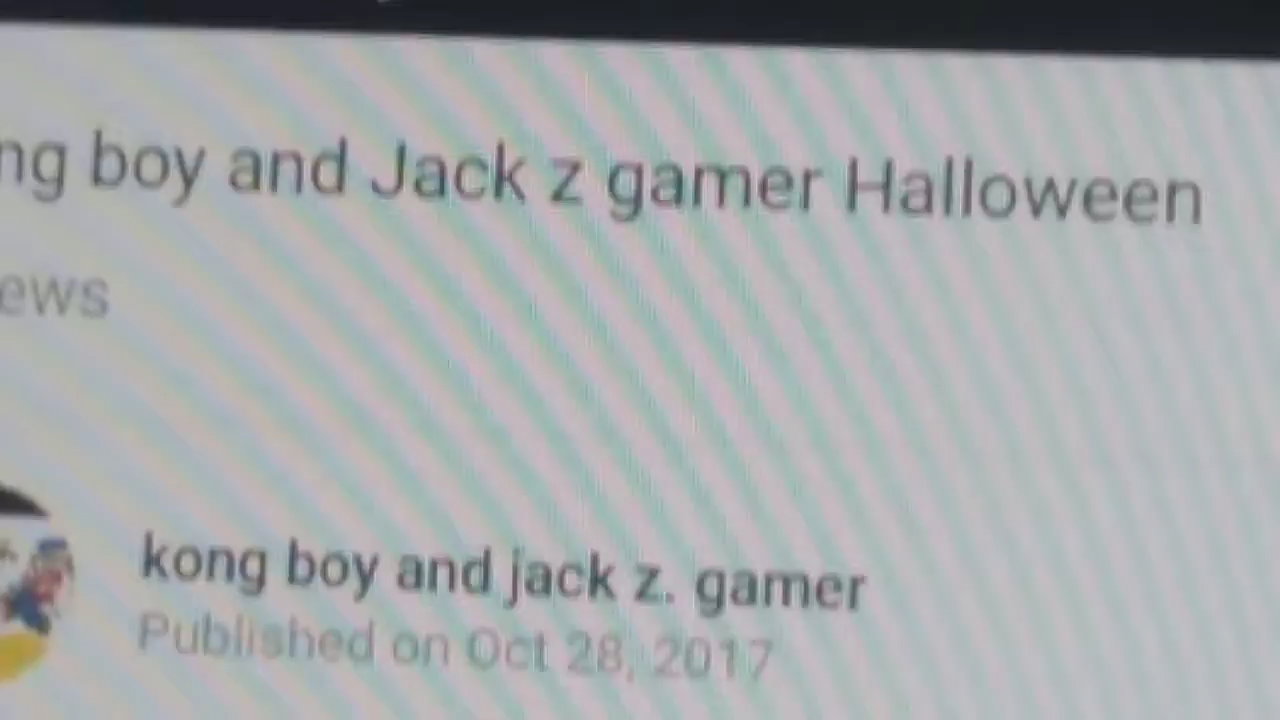 ng boy and Jack z gamer Halloween
ews
kong boy and jack z. gamer
Published on Oct 28, 2017